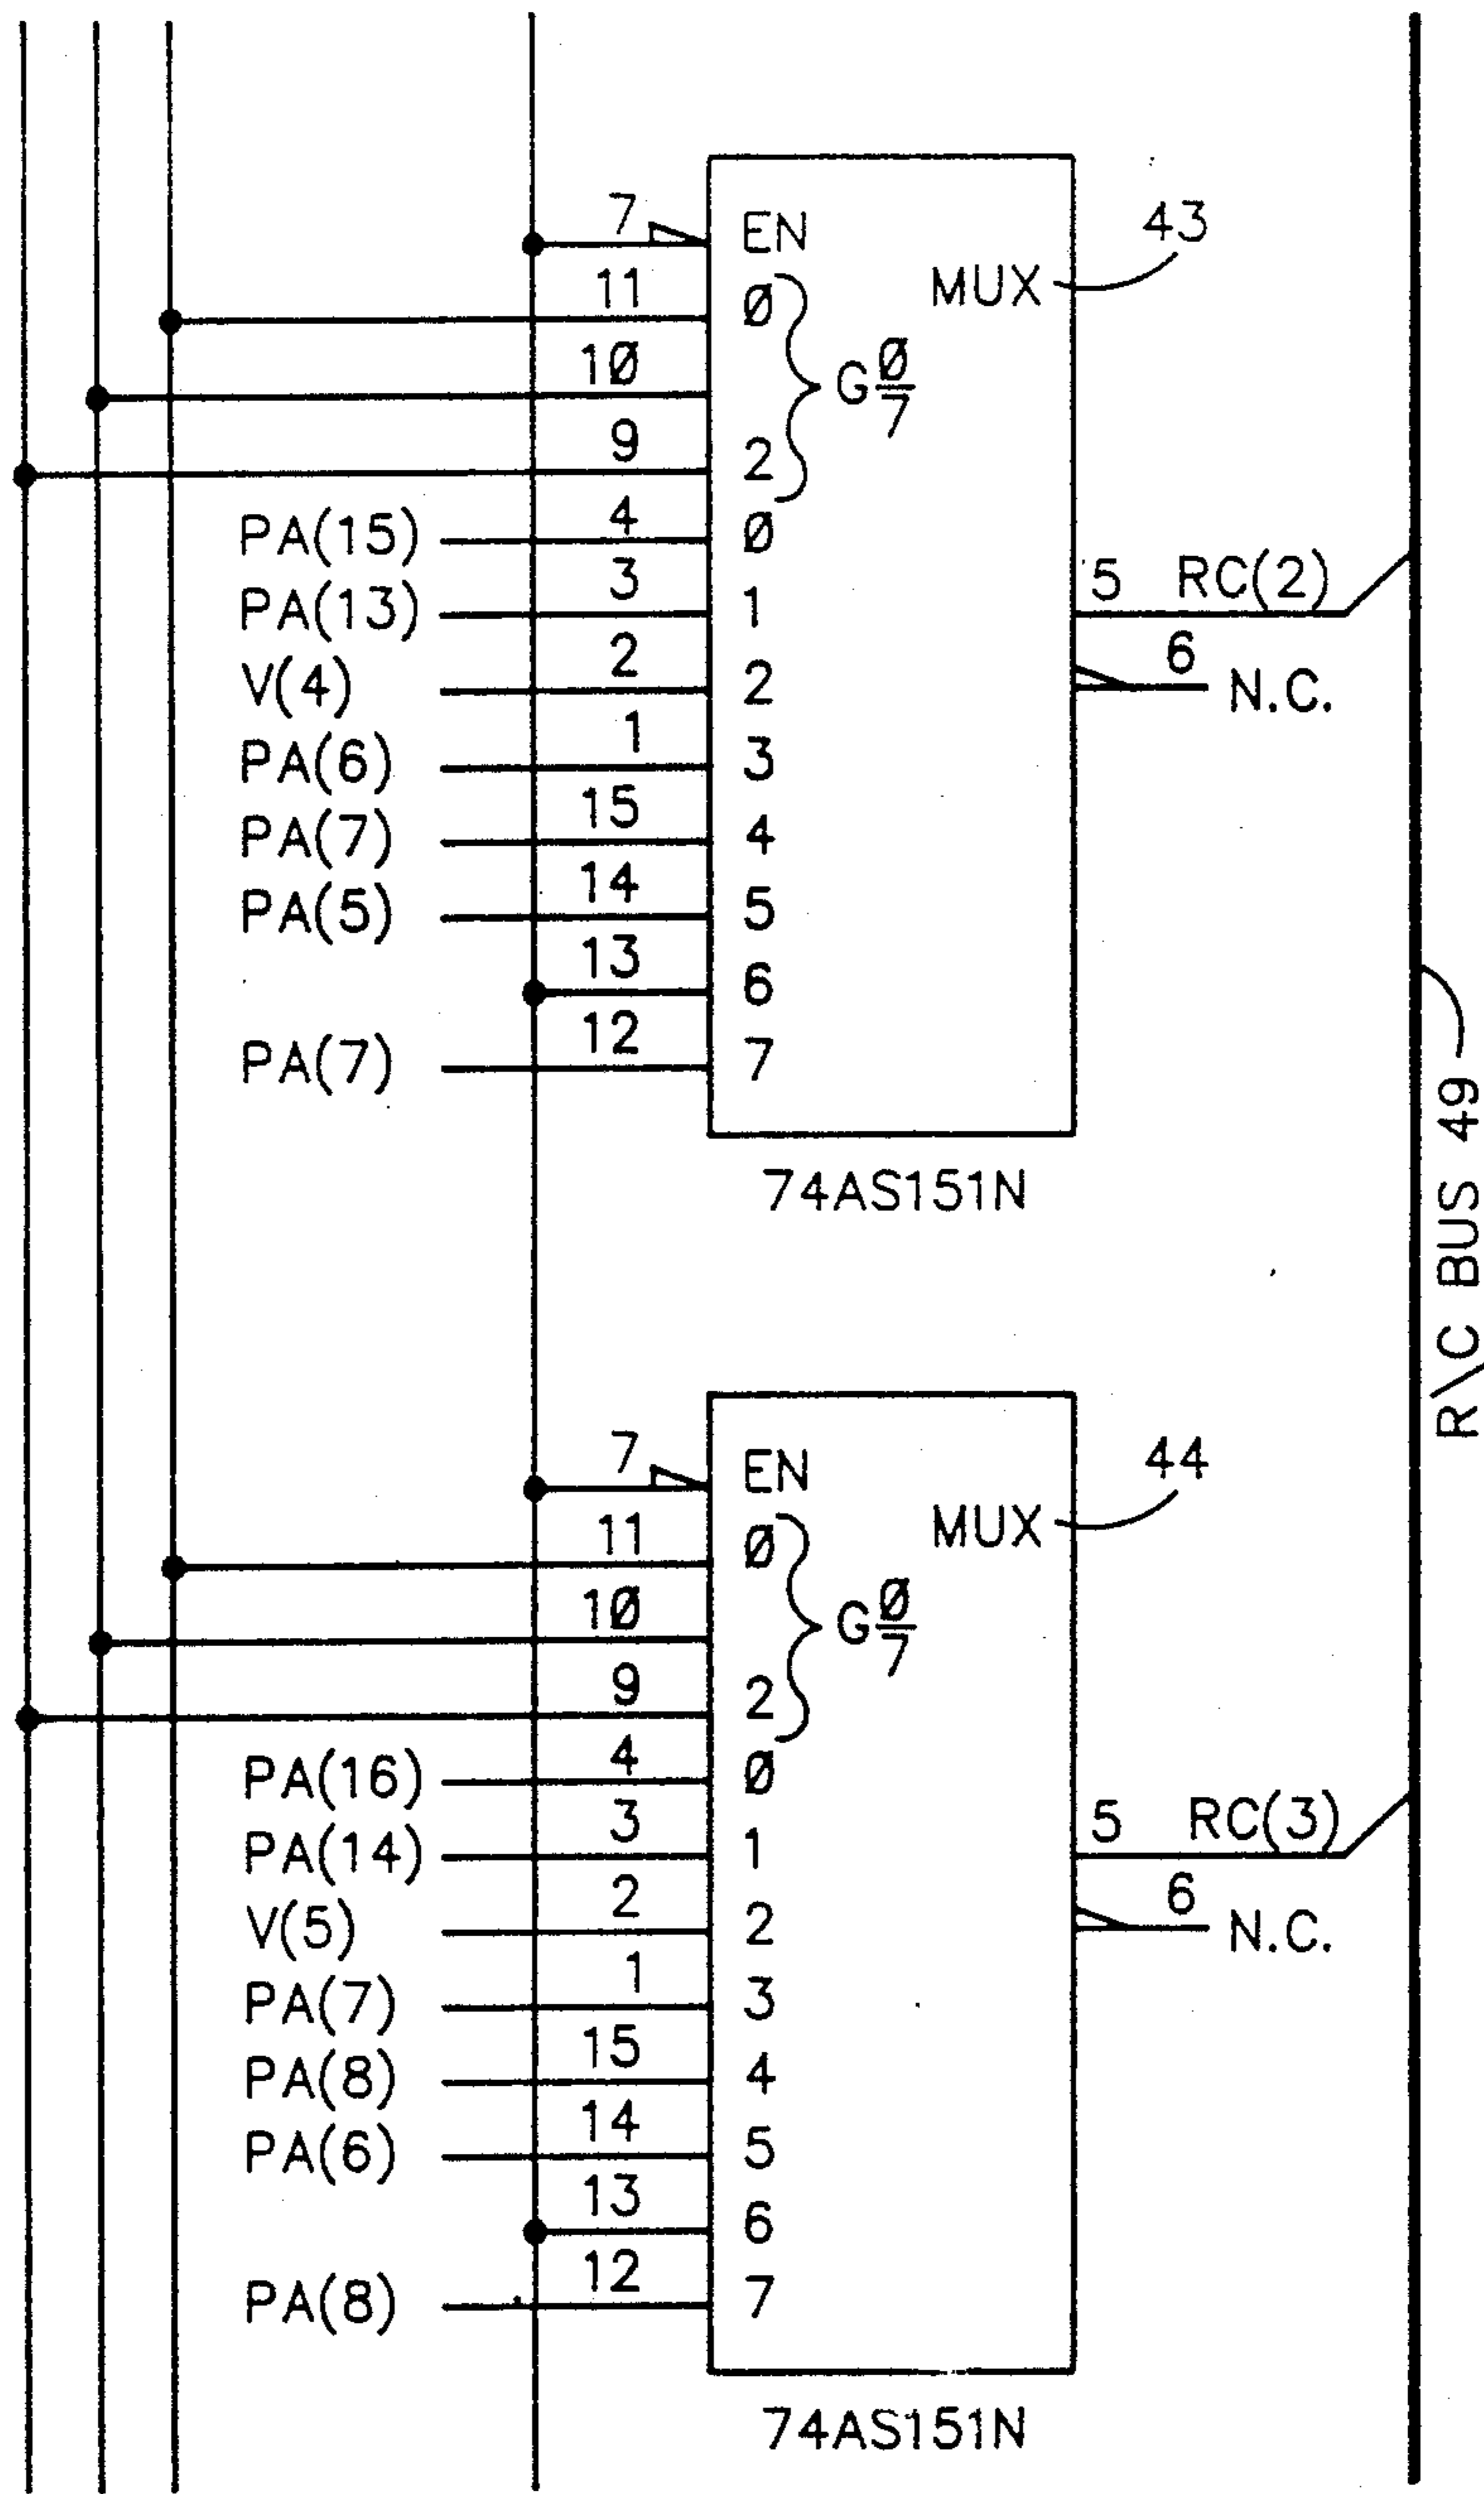 7 EN 43
11 Ø MUX
10 GØ/7
9 2
PA(15) 4 Ø
PA(13) 3 1 5 RC(2)
V(4) 2 2 6 N.C.
PA(6) 1 3
PA(7) 15 4
PA(5) 14 5
13 6
PA(7) 12 7
74AS151N
R\C BUS 49
7 EN 44
11 Ø MUX
1Ø GØ/7
9 2
PA(16) 4 Ø
PA(14) 3 1 5 RC(3)
V(5) 2 2 6 N.C.
PA(7) 1 3
PA(8) 15 4
PA(6) 14 5
13 6
PA(8) 12 7
74AS151N